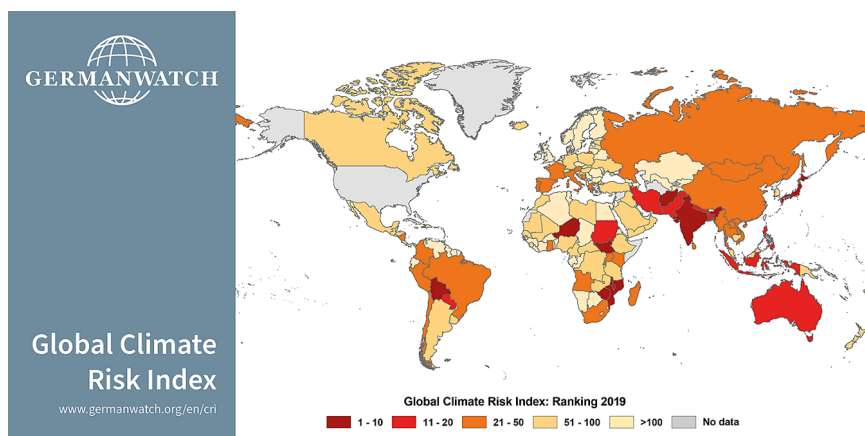 GERMANWATCH
Global Climate
Risk Index
www.germanwatch.org/en/cri
Global Climate Risk Index: Ranking 2019
1 - 10
11 - 20
21 - 50
51 - 100
>100
No data